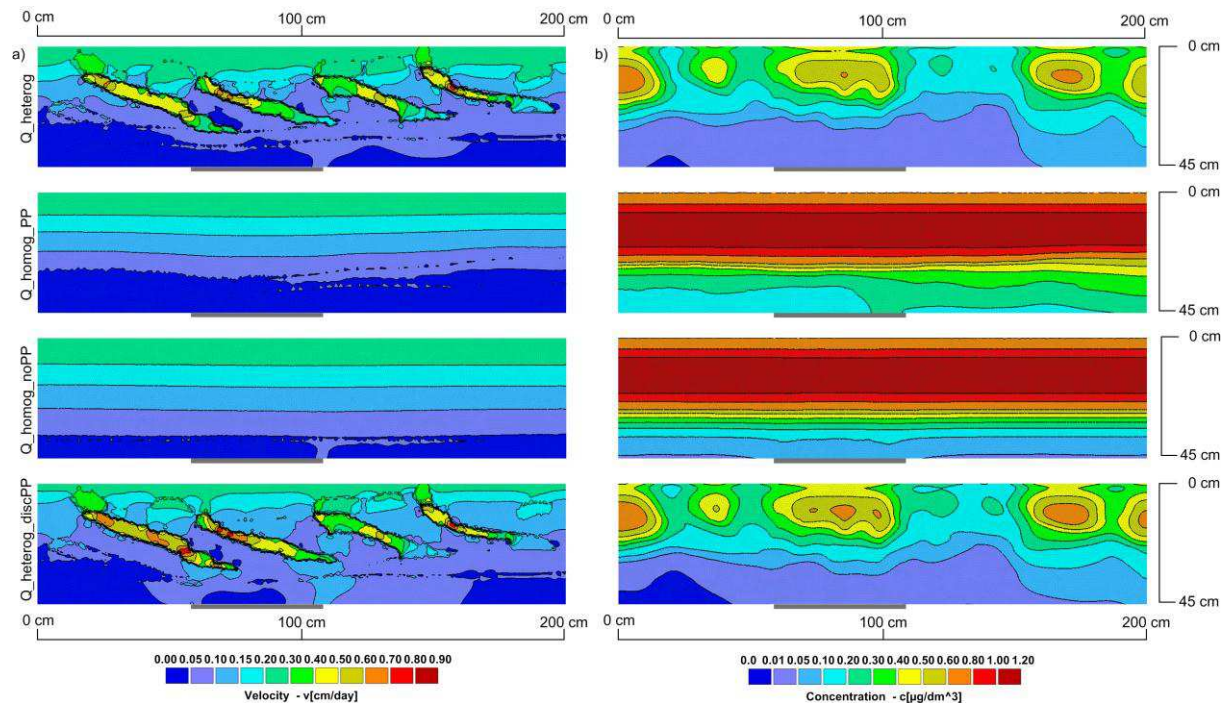 0 cm 100 cm 200 cm 0 cm 100 cm 200 cm
a) b)
Q_heterog
0 cm
45 cm
Q_homog_PP
0 cm
45 cm
Q_homog_noPP
0 cm
45 cm
Q_heterog_discPP
0 cm
45 cm
0 cm 100 cm 200 cm 0 cm 100 cm 200 cm
0.00 0.05 0.10 0.15 0.20 0.30 0.40 0.50 0.60 0.70 0.80 0.90
Velocity - v[cm/day]
0.0 0.01 0.05 0.10 0.20 0.30 0.40 0.50 0.60 0.80 1.00 1.20
Concentration - c[µg/dm^3]